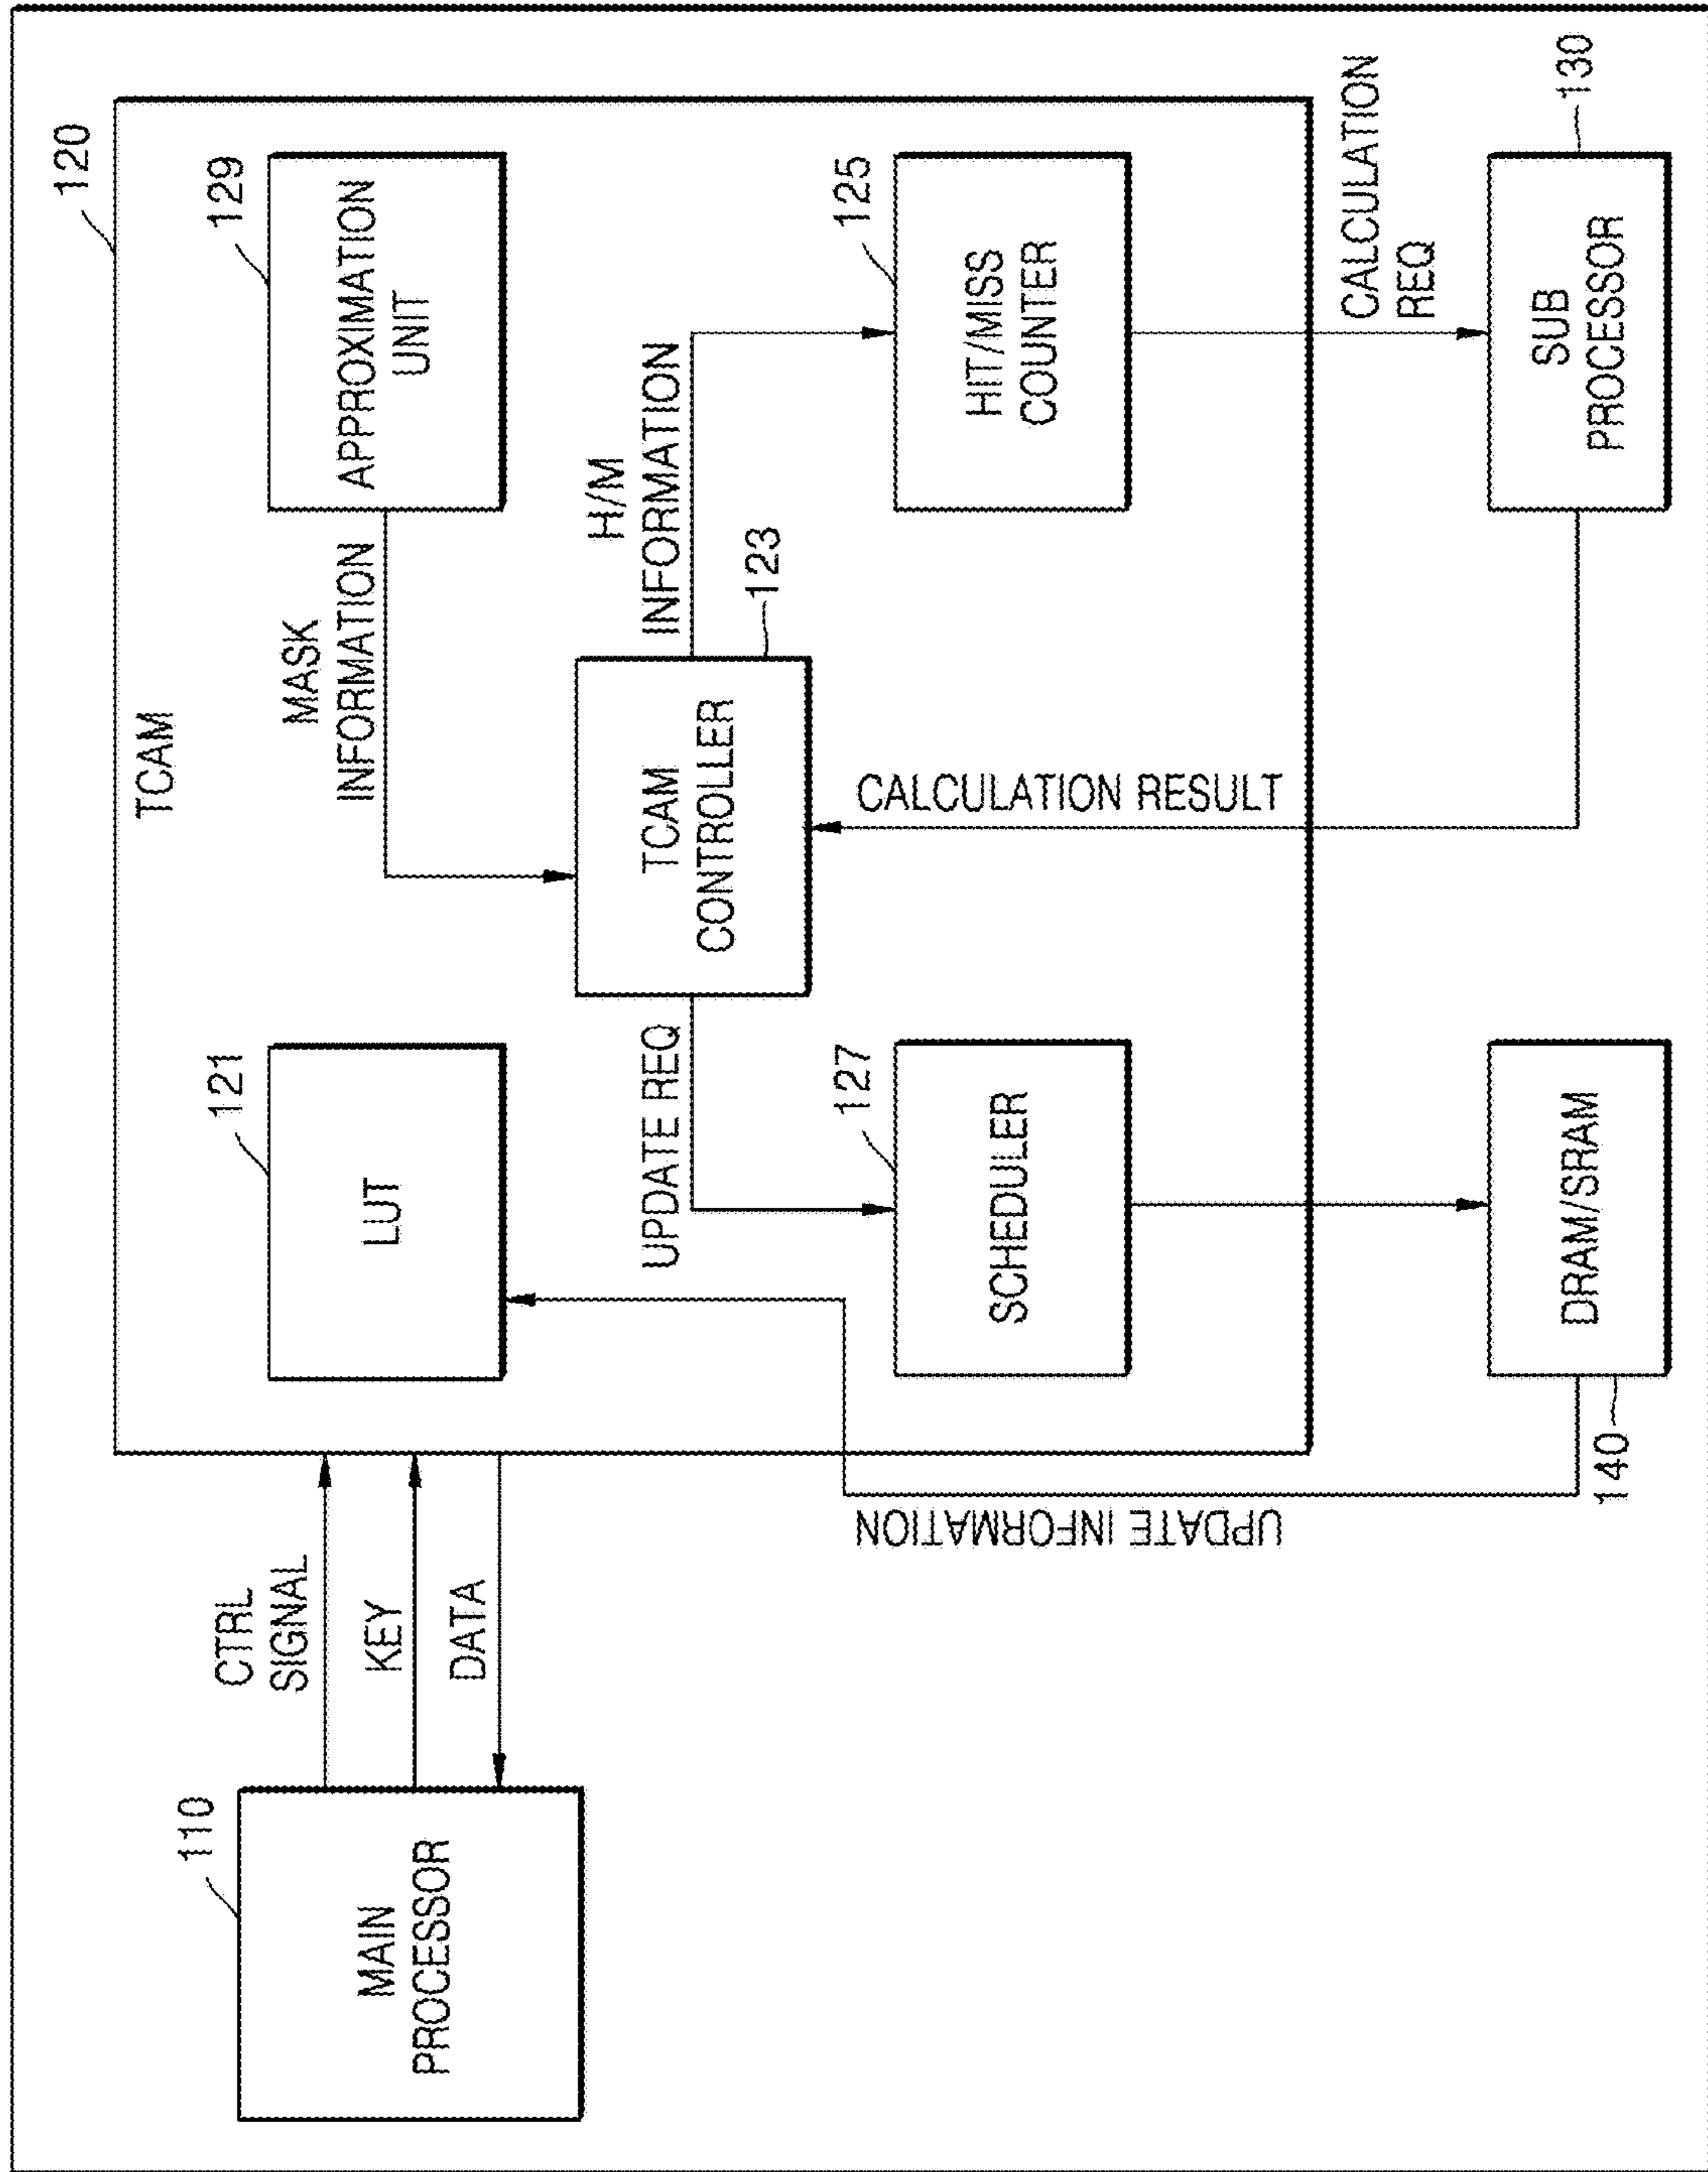 120
TCAM
110
MAIN
PROCESSOR
CTRL
SIGNAL
KEY
DATA
121
LUT
MASK
INFORMATION
129
APPROXIMATION
UNIT
UPDATE REQ
TCAM
CONTROLLER
123
H/M
INFORMATION
127
SCHEDULER
CALCULATION RESULT
125
HIT/MISS
COUNTER
UPDATE INFORMATION
CALCULATION
REQ
140
DRAM/SRAM
SUB
PROCESSOR
130